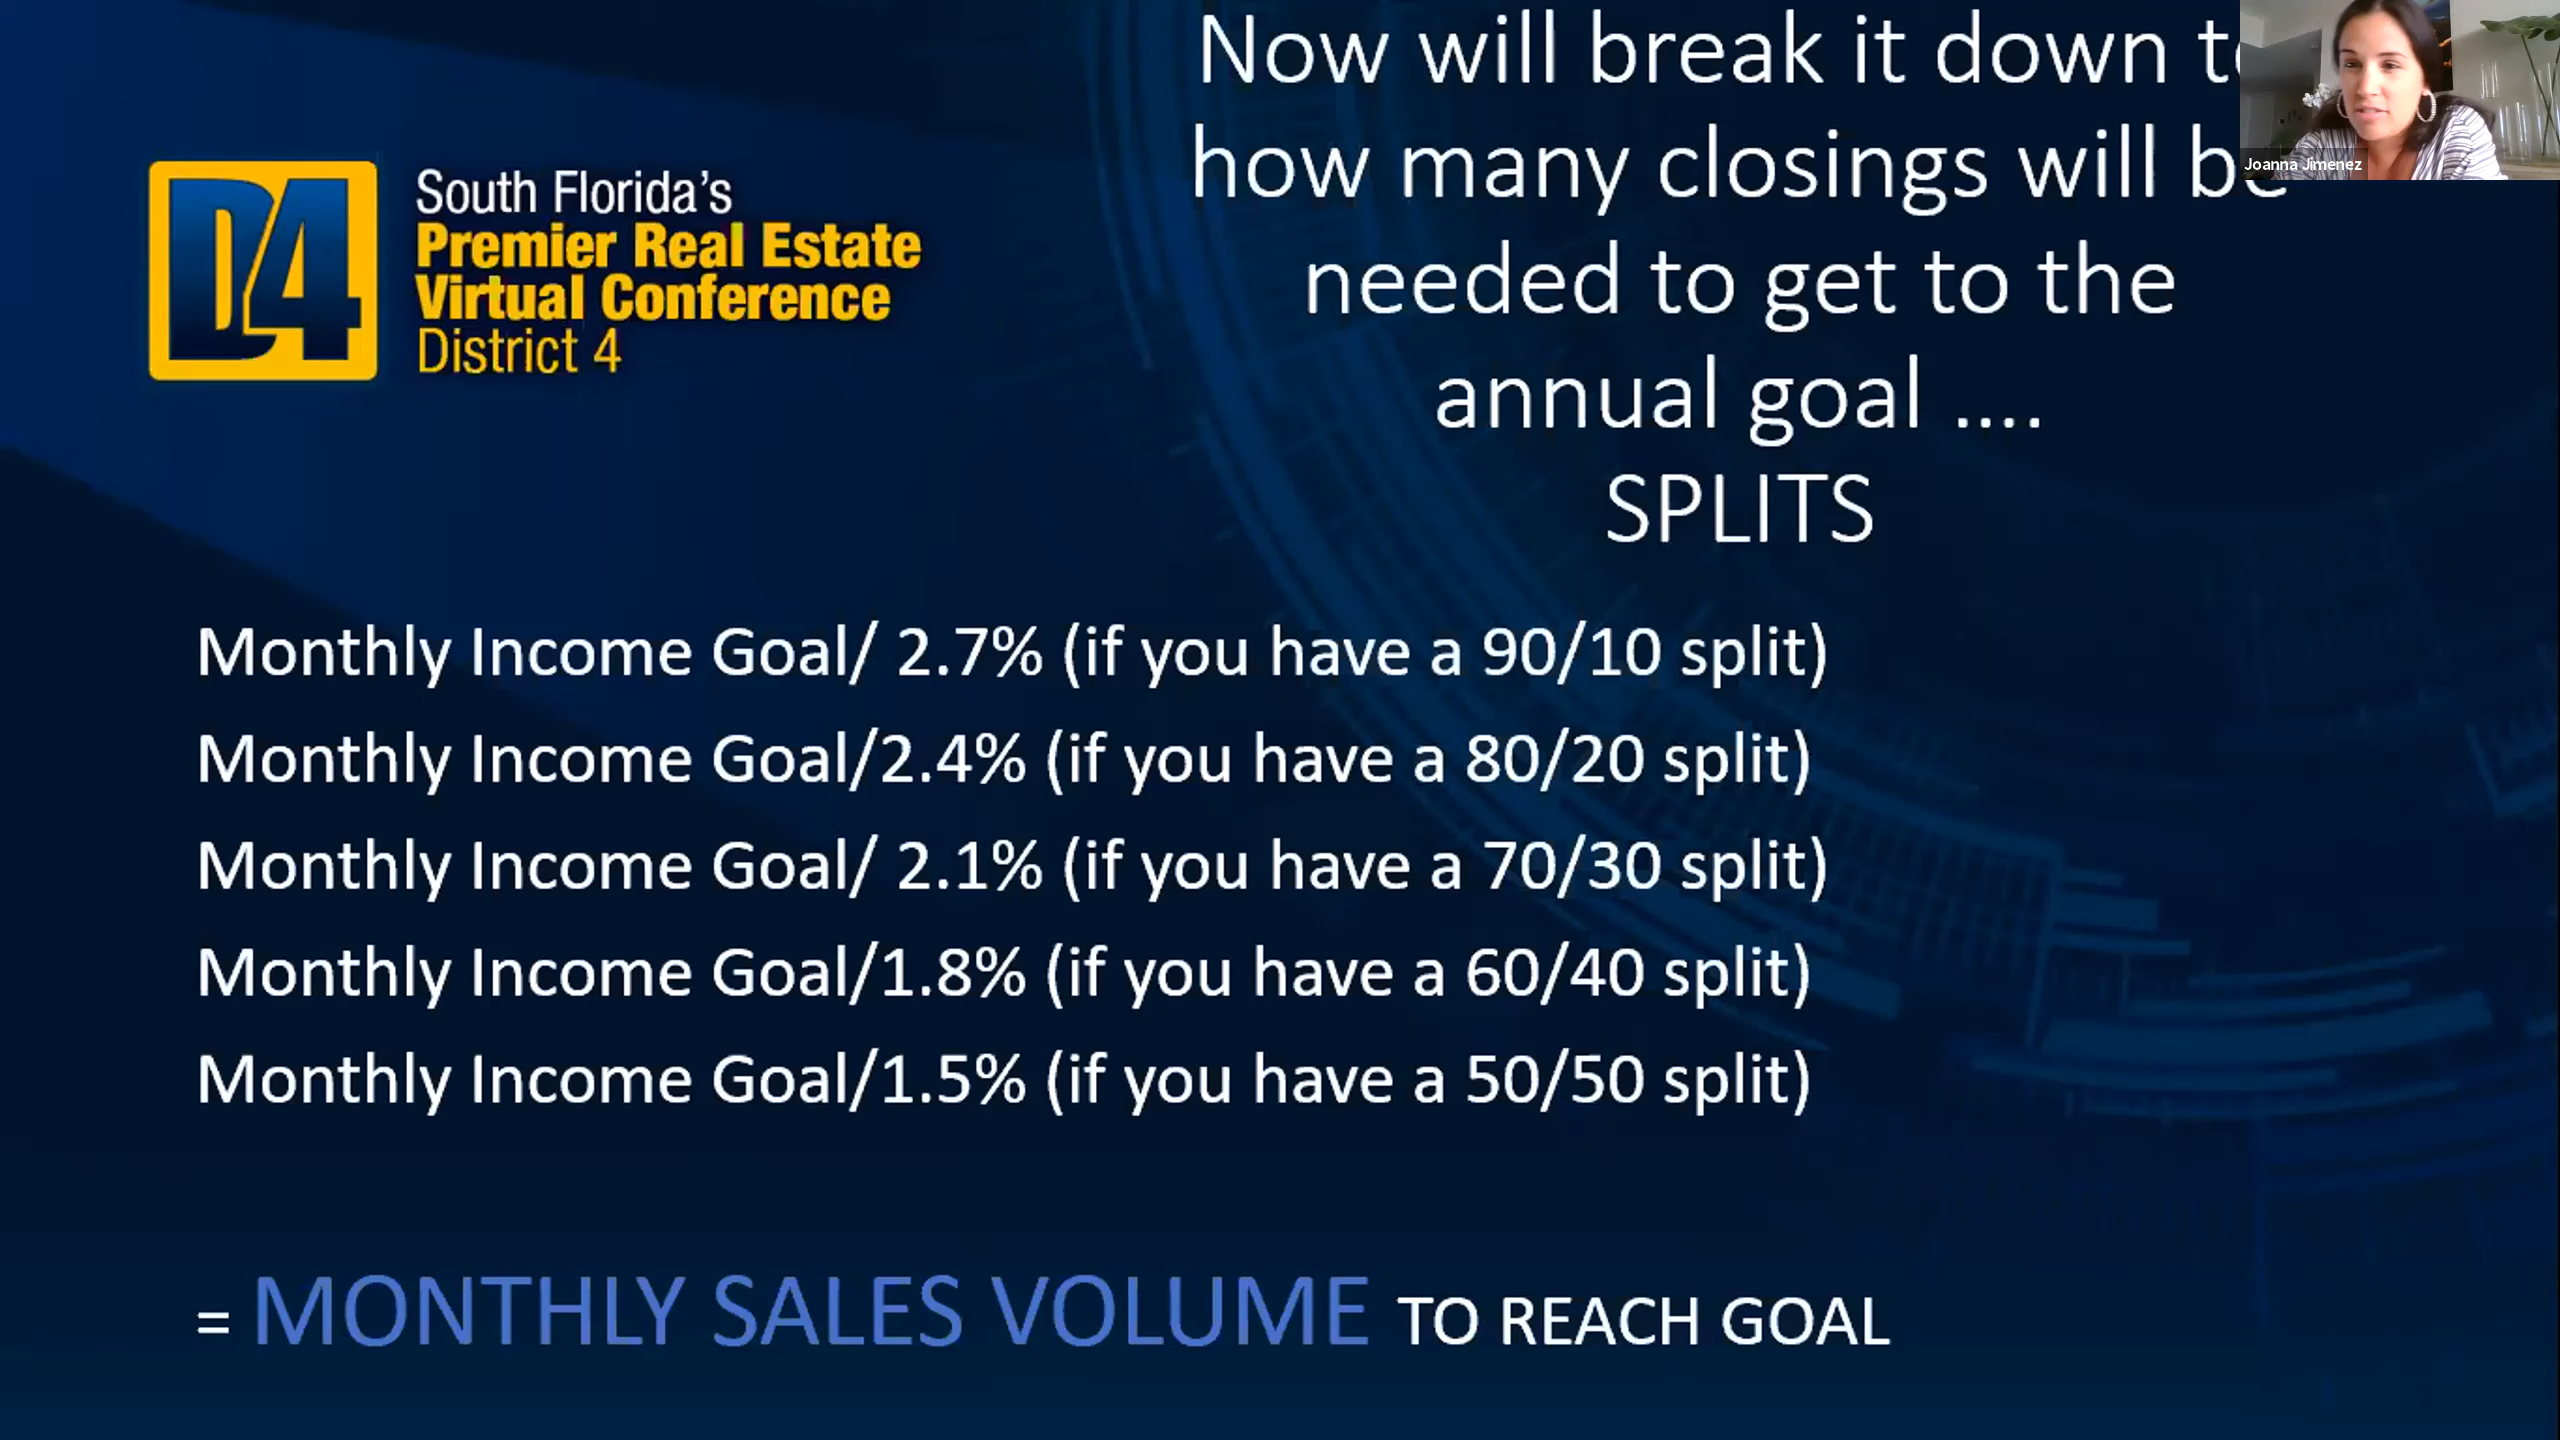 Now will break it down
how many closings will be
needed to get to the
annual goal ....
SPLITS
Joanna Jimenez
D4
South Florida’s
Premier Real Estate
Virtual Conference
District 4
Monthly Income Goal/ 2.7% (if you have a 90/10 split)
Monthly Income Goal/2.4% (if you have a 80/20 split)
Monthly Income Goal/ 2.1% (if you have a 70/30 split)
Monthly Income Goal/1.8% (if you have a 60/40 split)
Monthly Income Goal/1.5% (if you have a 50/50 split)
= MONTHLY SALES VOLUME TO REACH GOAL